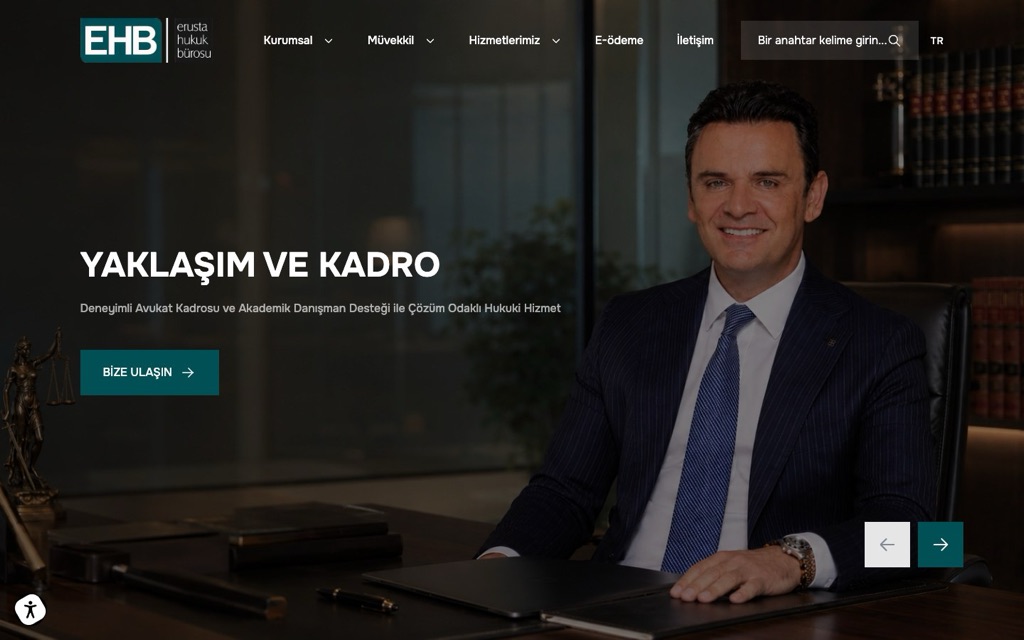 EHB
erusta
hukuk
bürosu
Kurumsal
Müvekkil
Hizmetlerimiz
E-ödeme
İletişim
Bir anahtar kelime girin...
TR
YAKLAŞIM VE KADRO
Deneyimli Avukat Kadrosu ve Akademik Danışman Desteği ile Çözüm Odaklı Hukuki Hizmet
BİZE ULAŞIN